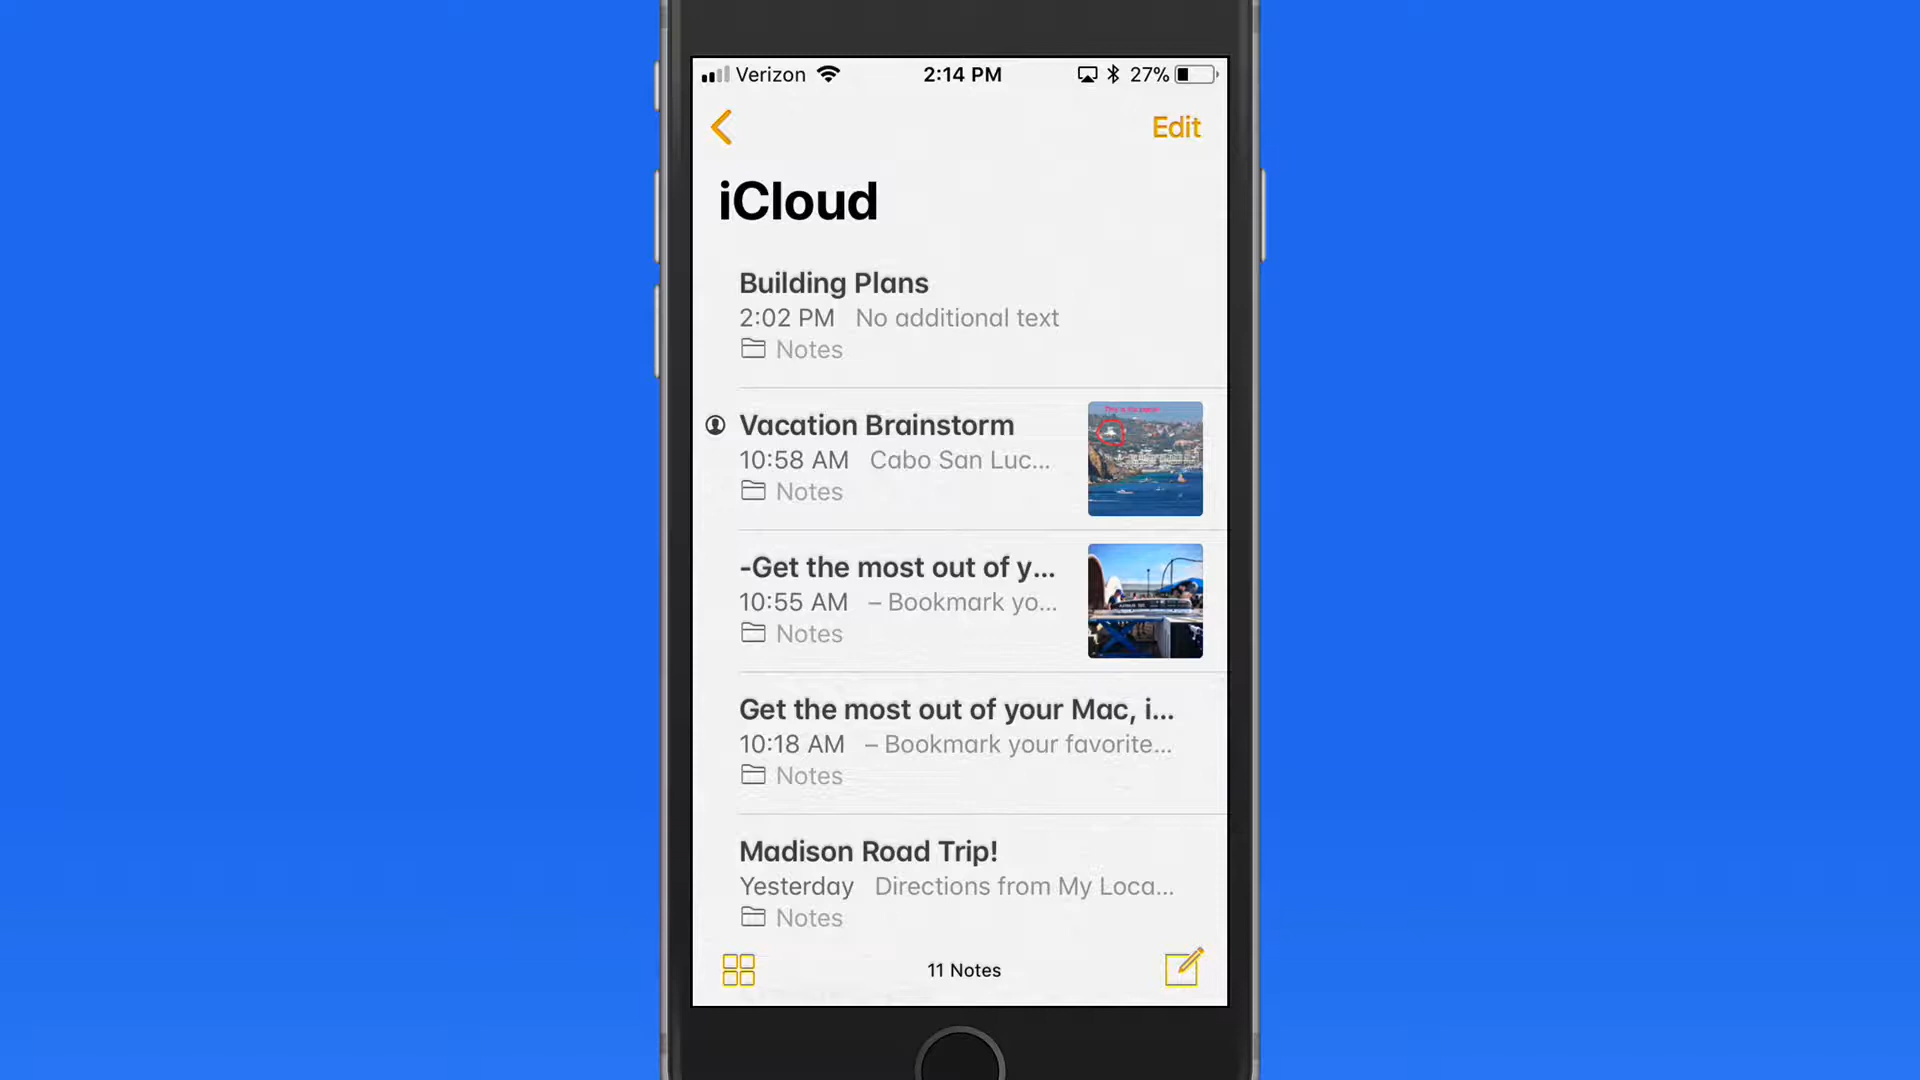 Verizon 2:14 PM 27%
Edit
iCloud
Building Plans
2:02 PM No additional text
Notes
Vacation Brainstorm
10:58 AM Cabo San Luc...
Notes
-Get the most out of y...
10:55 AM – Bookmark yo...
Notes
Get the most out of your Mac, i...
10:18 AM – Bookmark your favorite...
Notes
Madison Road Trip!
Yesterday Directions from My Loca...
Notes
11 Notes